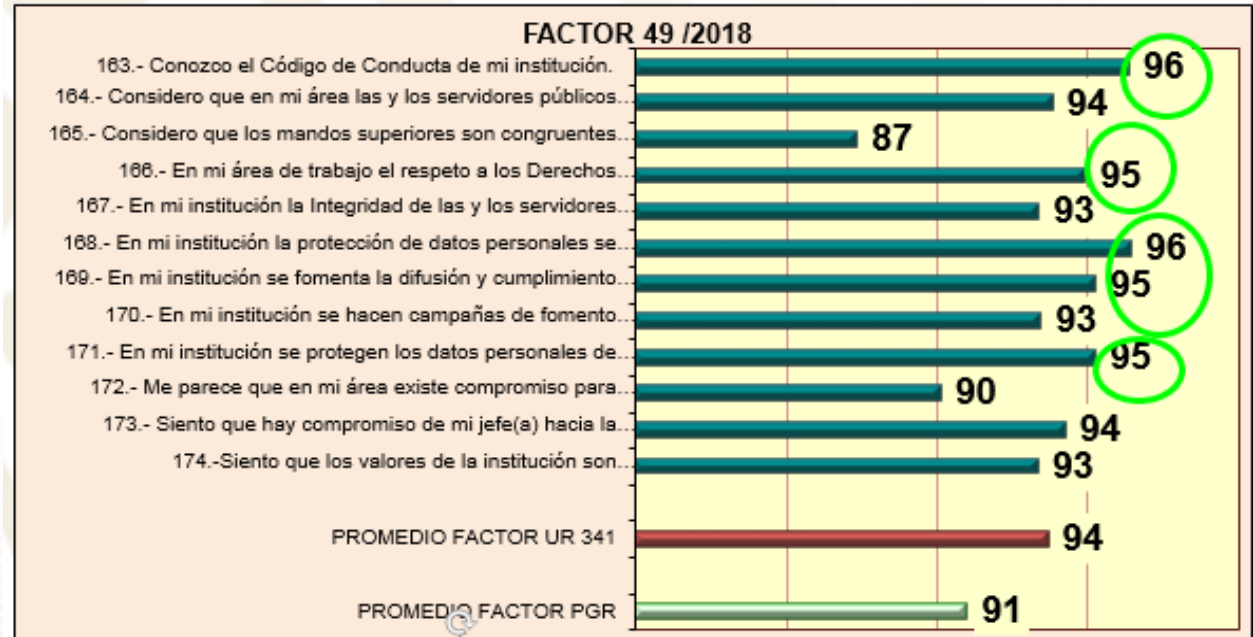 FACTOR 49 /2018
163.- Conozco el Código de Conducta de mi institución. 96
164.- Considero que en mi área las y los servidores públicos... 94
165.- Considero que los mandos superiores son congruentes... 87
166.- En mi área de trabajo el respeto a los Derechos... 95
167.- En mi institución la Integridad de las y los servidores... 93
168.- En mi institución la protección de datos personales se... 96
169.- En mi institución se fomenta la difusión y cumplimiento... 95
170.- En mi institución se hacen campañas de fomento... 93
171.- En mi institución se protegen los datos personales de... 95
172.- Me parece que en mi área existe compromiso para... 90
173.- Siento que hay compromiso de mi jefe(a) hacia la... 94
174.-Siento que los valores de la institución son... 93
PROMEDIO FACTOR UR 341 94
PROMEDIO FACTOR PGR 91